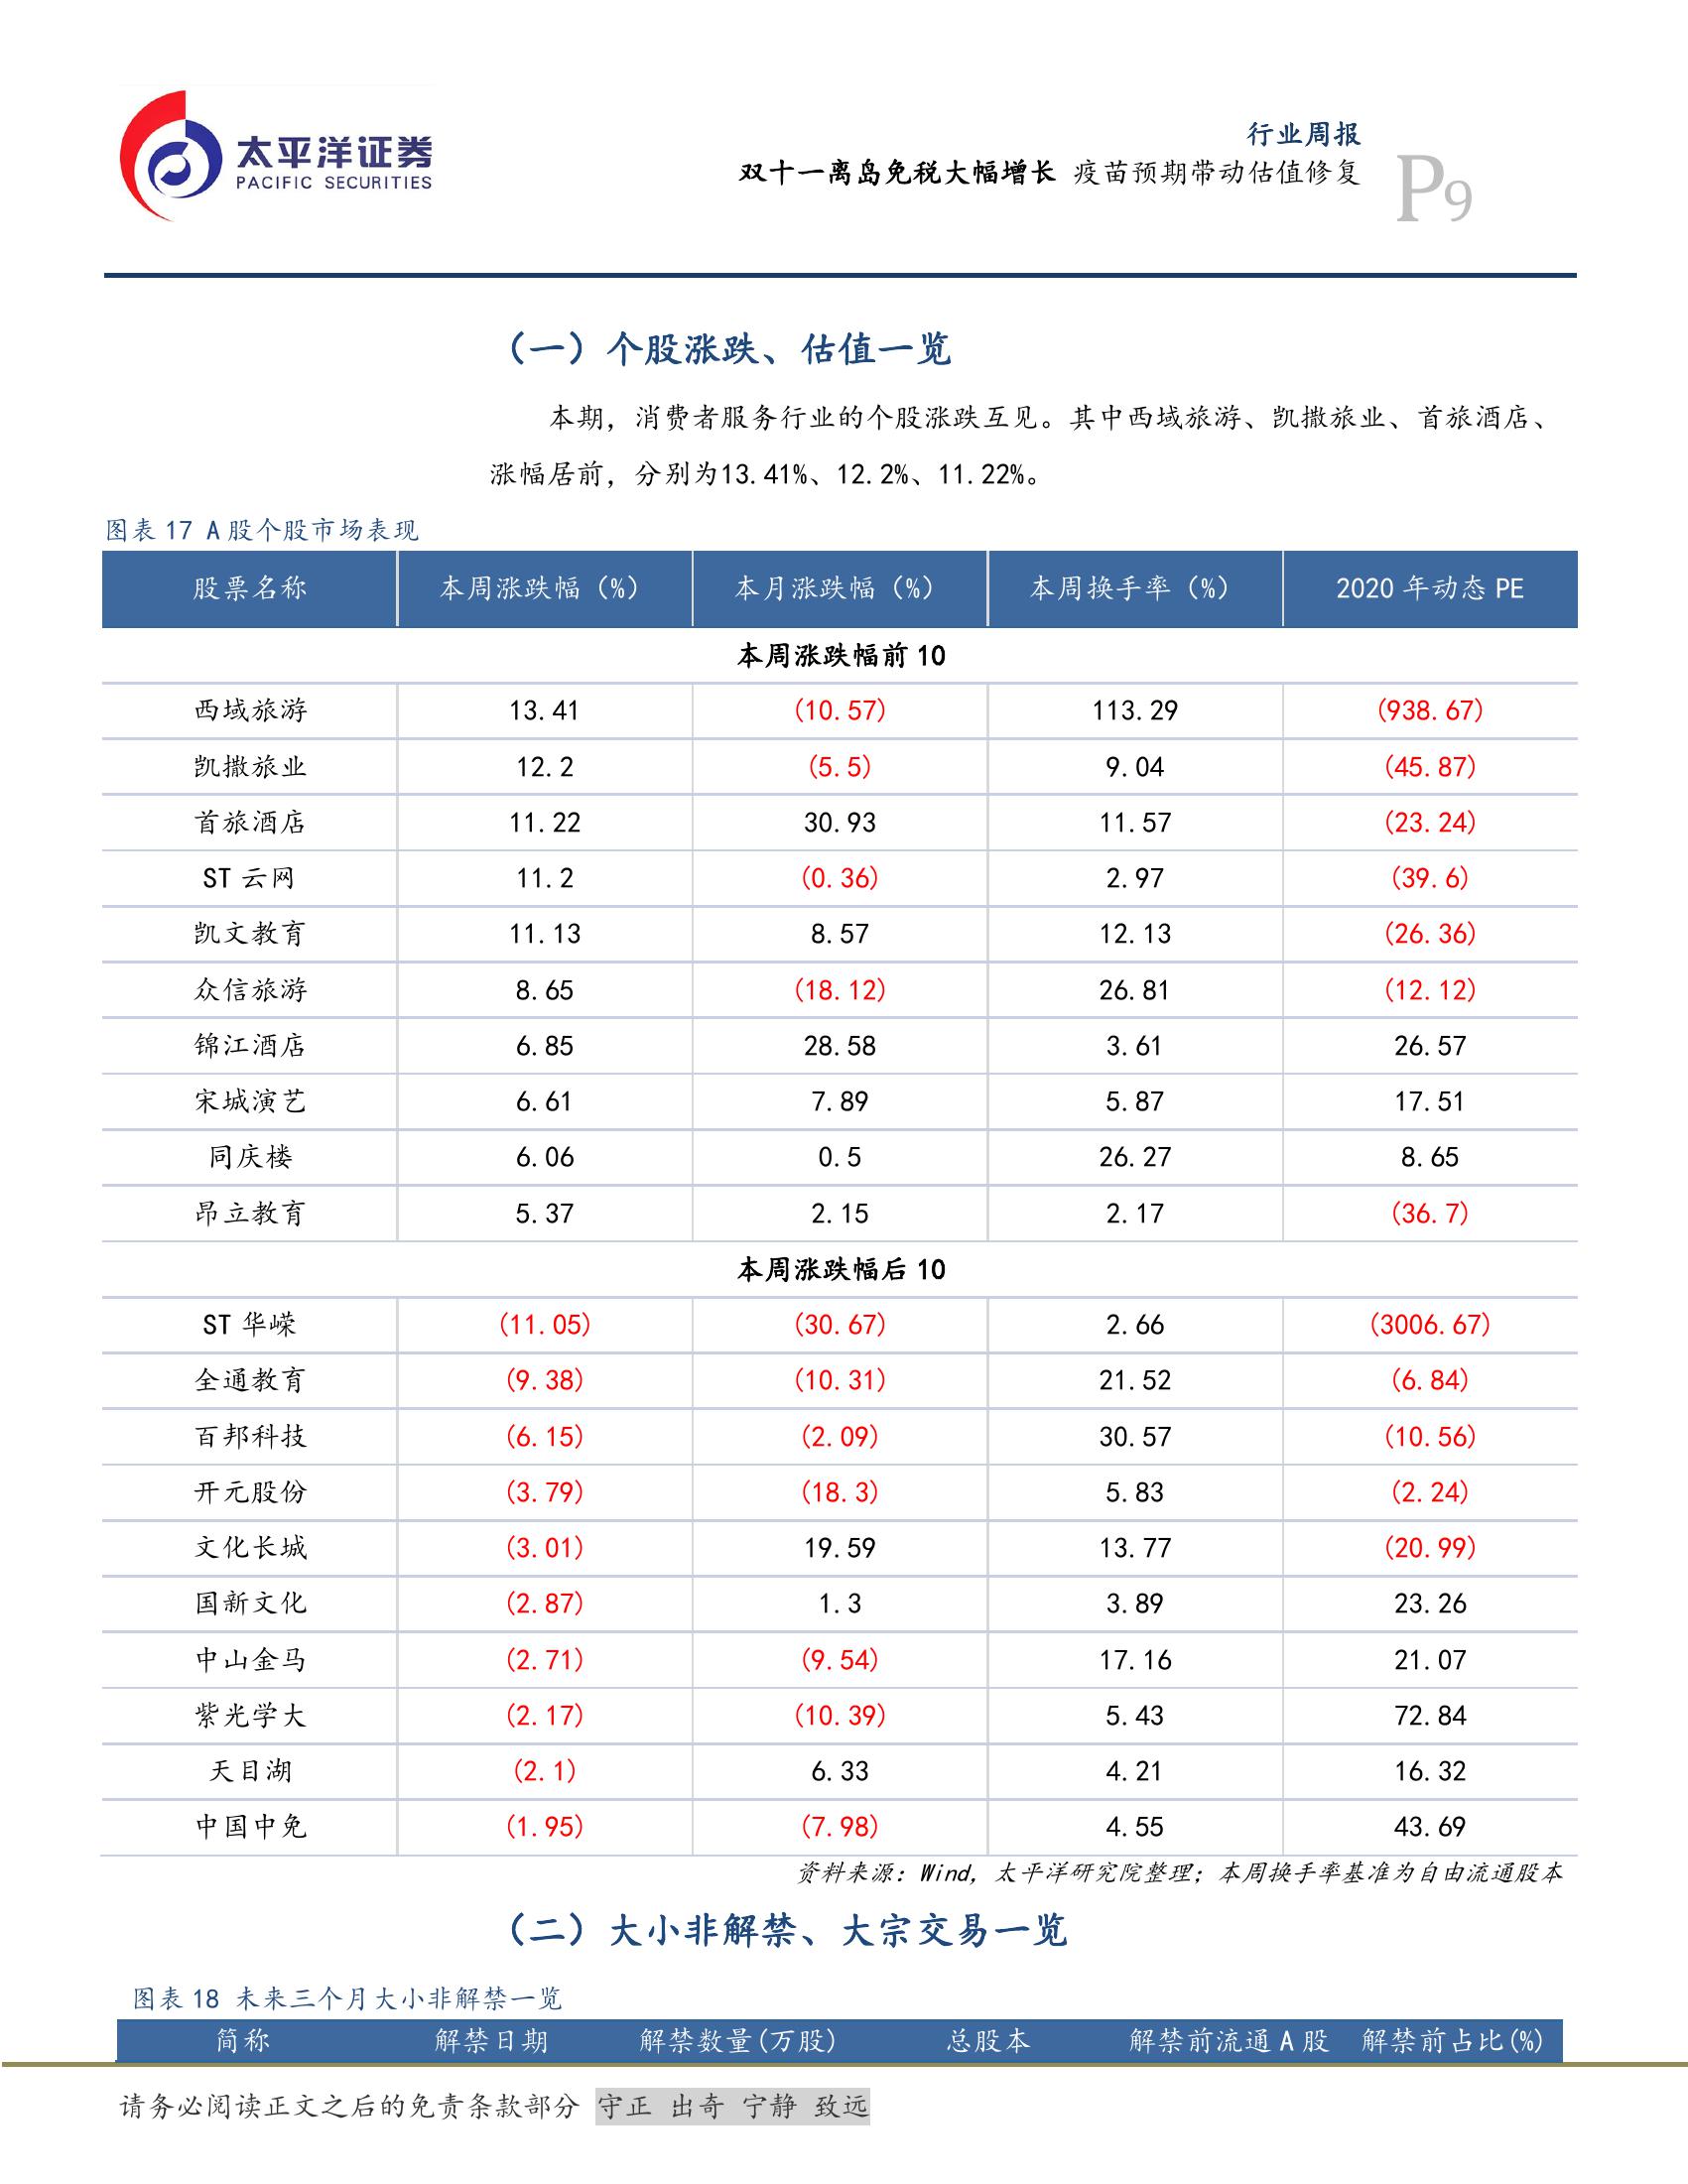 太平洋证券
PACIFIC SECURITIES
行业周报
双十一离岛免税大幅增长 疫苗预期带动估值修复
P9
（一）个股涨跌、估值一览
本期，消费者服务行业的个股涨跌互见。其中西域旅游、凯撒旅业、首旅酒店、
涨幅居前，分别为13.41%、12.2%、11.22%。
图表 17 A 股个股市场表现
股票名称 本周涨跌幅（%） 本月涨跌幅（%） 本周换手率（%） 2020 年动态 PE
本周涨跌幅前 10
西域旅游 13.41 (10.57) 113.29 (938.67)
凯撒旅业 12.2 (5.5) 9.04 (45.87)
首旅酒店 11.22 30.93 11.57 (23.24)
ST 云网 11.2 (0.36) 2.97 (39.6)
凯文教育 11.13 8.57 12.13 (26.36)
众信旅游 8.65 (18.12) 26.81 (12.12)
锦江酒店 6.85 28.58 3.61 26.57
宋城演艺 6.61 7.89 5.87 17.51
同庆楼 6.06 0.5 26.27 8.65
昂立教育 5.37 2.15 2.17 (36.7)
本周涨跌幅后 10
ST 华嵘 (11.05) (30.67) 2.66 (3006.67)
全通教育 (9.38) (10.31) 21.52 (6.84)
百邦科技 (6.15) (2.09) 30.57 (10.56)
开元股份 (3.79) (18.3) 5.83 (2.24)
文化长城 (3.01) 19.59 13.77 (20.99)
国新文化 (2.87) 1.3 3.89 23.26
中山金马 (2.71) (9.54) 17.16 21.07
紫光学大 (2.17) (10.39) 5.43 72.84
天目湖 (2.1) 6.33 4.21 16.32
中国中免 (1.95) (7.98) 4.55 43.69
资料来源：Wind，太平洋研究院整理；本周换手率基准为自由流通股本
（二）大小非解禁、大宗交易一览
图表 18 未来三个月大小非解禁一览
简称 解禁日期 解禁数量(万股) 总股本 解禁前流通 A 股 解禁前占比(%)
请务必阅读正文之后的免责条款部分 守正 出奇 宁静 致远